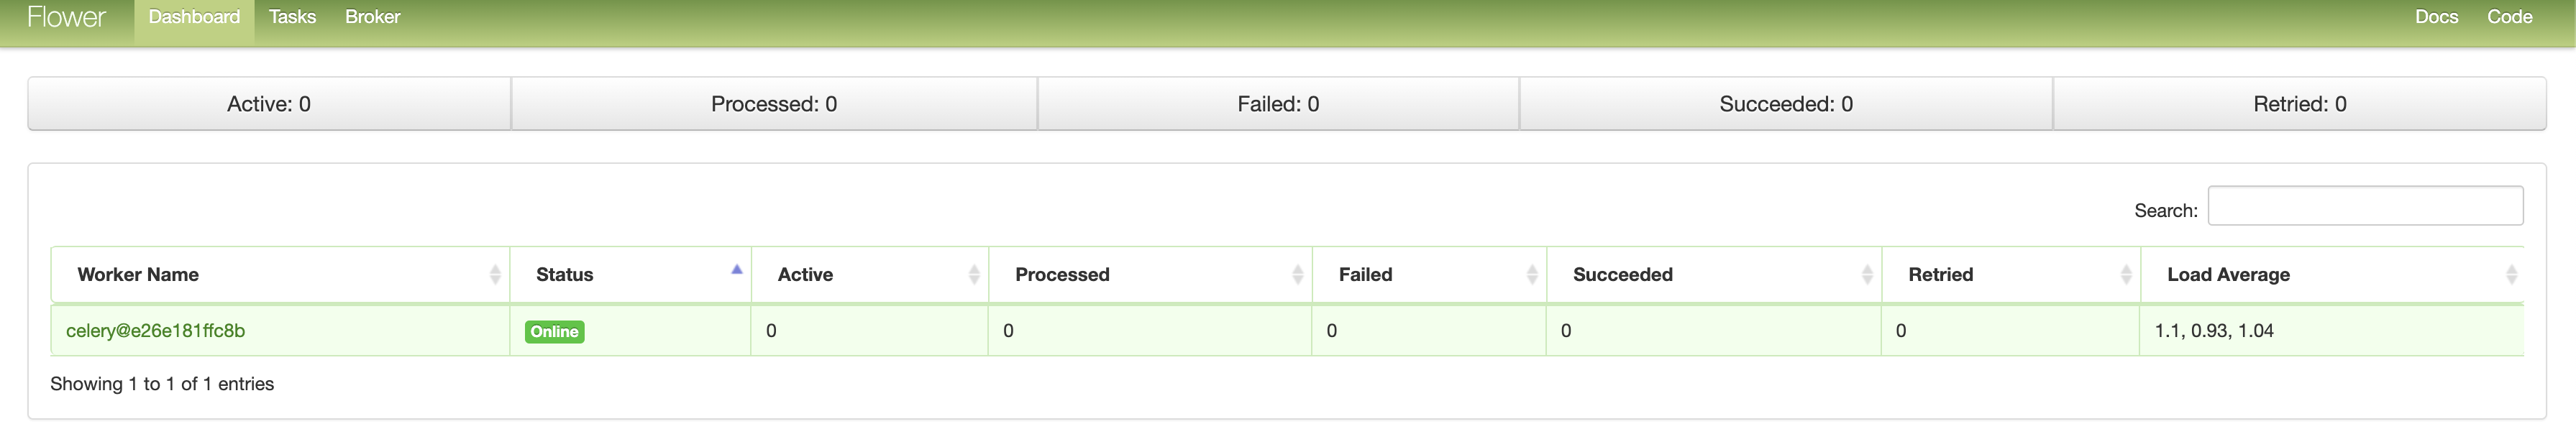 Flower Dashboard Tasks Broker Docs Code
Active: 0 Processed: 0 Failed: 0 Succeeded: 0 Retried: 0
Search:
Worker Name Status Active Processed Failed Succeeded Retried Load Average
celery@e26e181ffc8b Online 0 0 0 0 0 1.1, 0.93, 1.04
Showing 1 to 1 of 1 entries